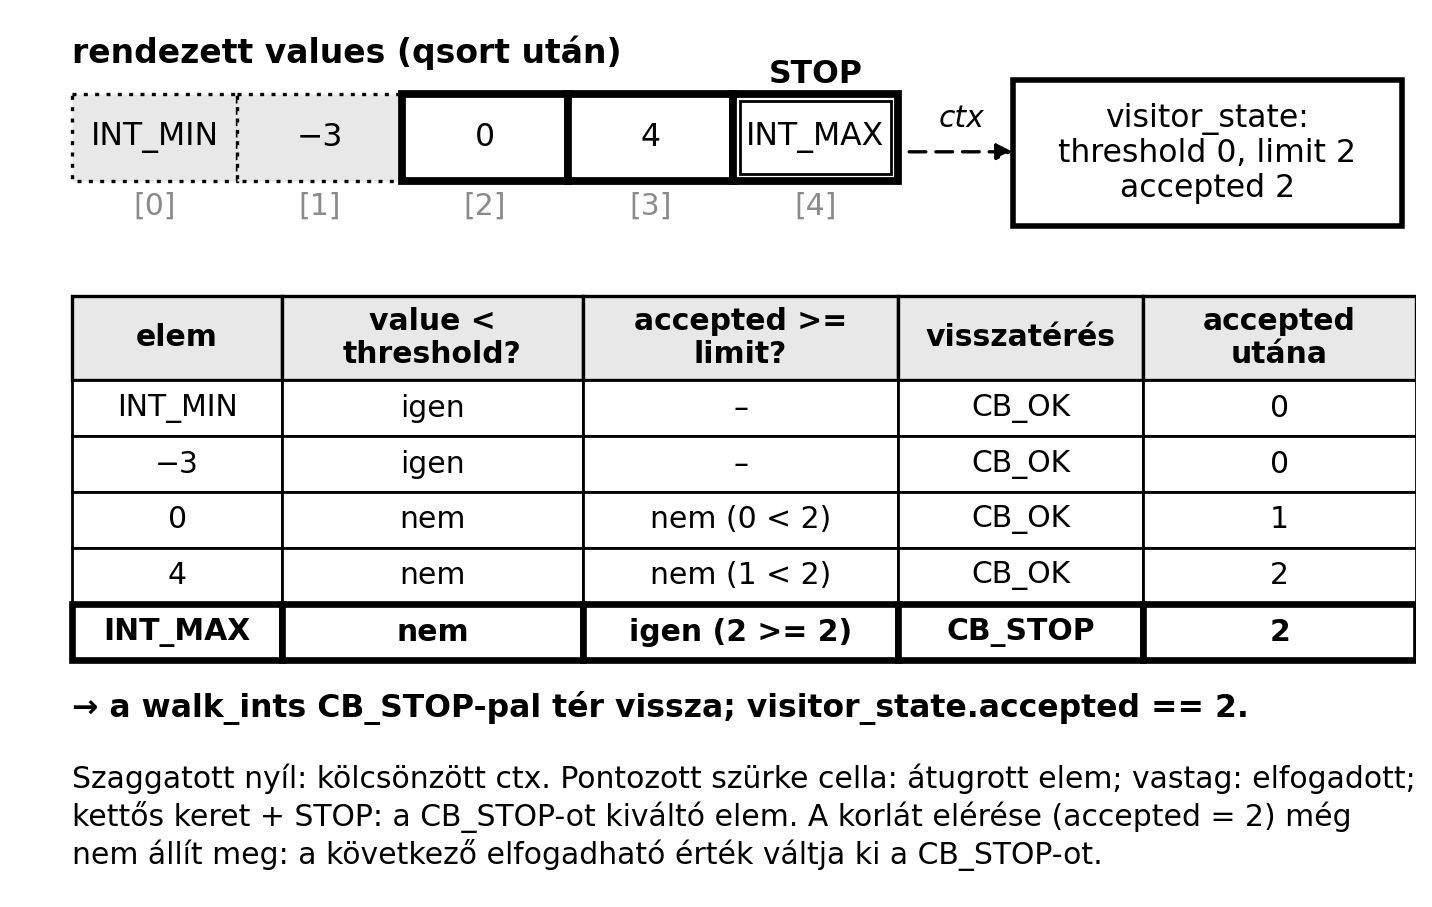 rendezett values (qsort után)
STOP
INT_MIN −3 0 4 INT_MAX
[0] [1] [2] [3] [4]
ctx
visitor_state:
threshold 0, limit 2
accepted 2
elem value < threshold? accepted >= limit? visszatérés accepted utána
INT_MIN igen – CB_OK 0
−3 igen – CB_OK 0
0 nem nem (0 < 2) CB_OK 1
4 nem nem (1 < 2) CB_OK 2
INT_MAX nem igen (2 >= 2) CB_STOP 2
→ a walk_ints CB_STOP-pal tér vissza; visitor_state.accepted == 2.
Szaggatott nyíl: kölcsönzött ctx. Pontozott szürke cella: átugrott elem; vastag: elfogadott;
kettős keret + STOP: a CB_STOP-ot kiváltó elem. A korlát elérése (accepted = 2) még
nem állít meg: a következő elfogadható érték váltja ki a CB_STOP-ot.